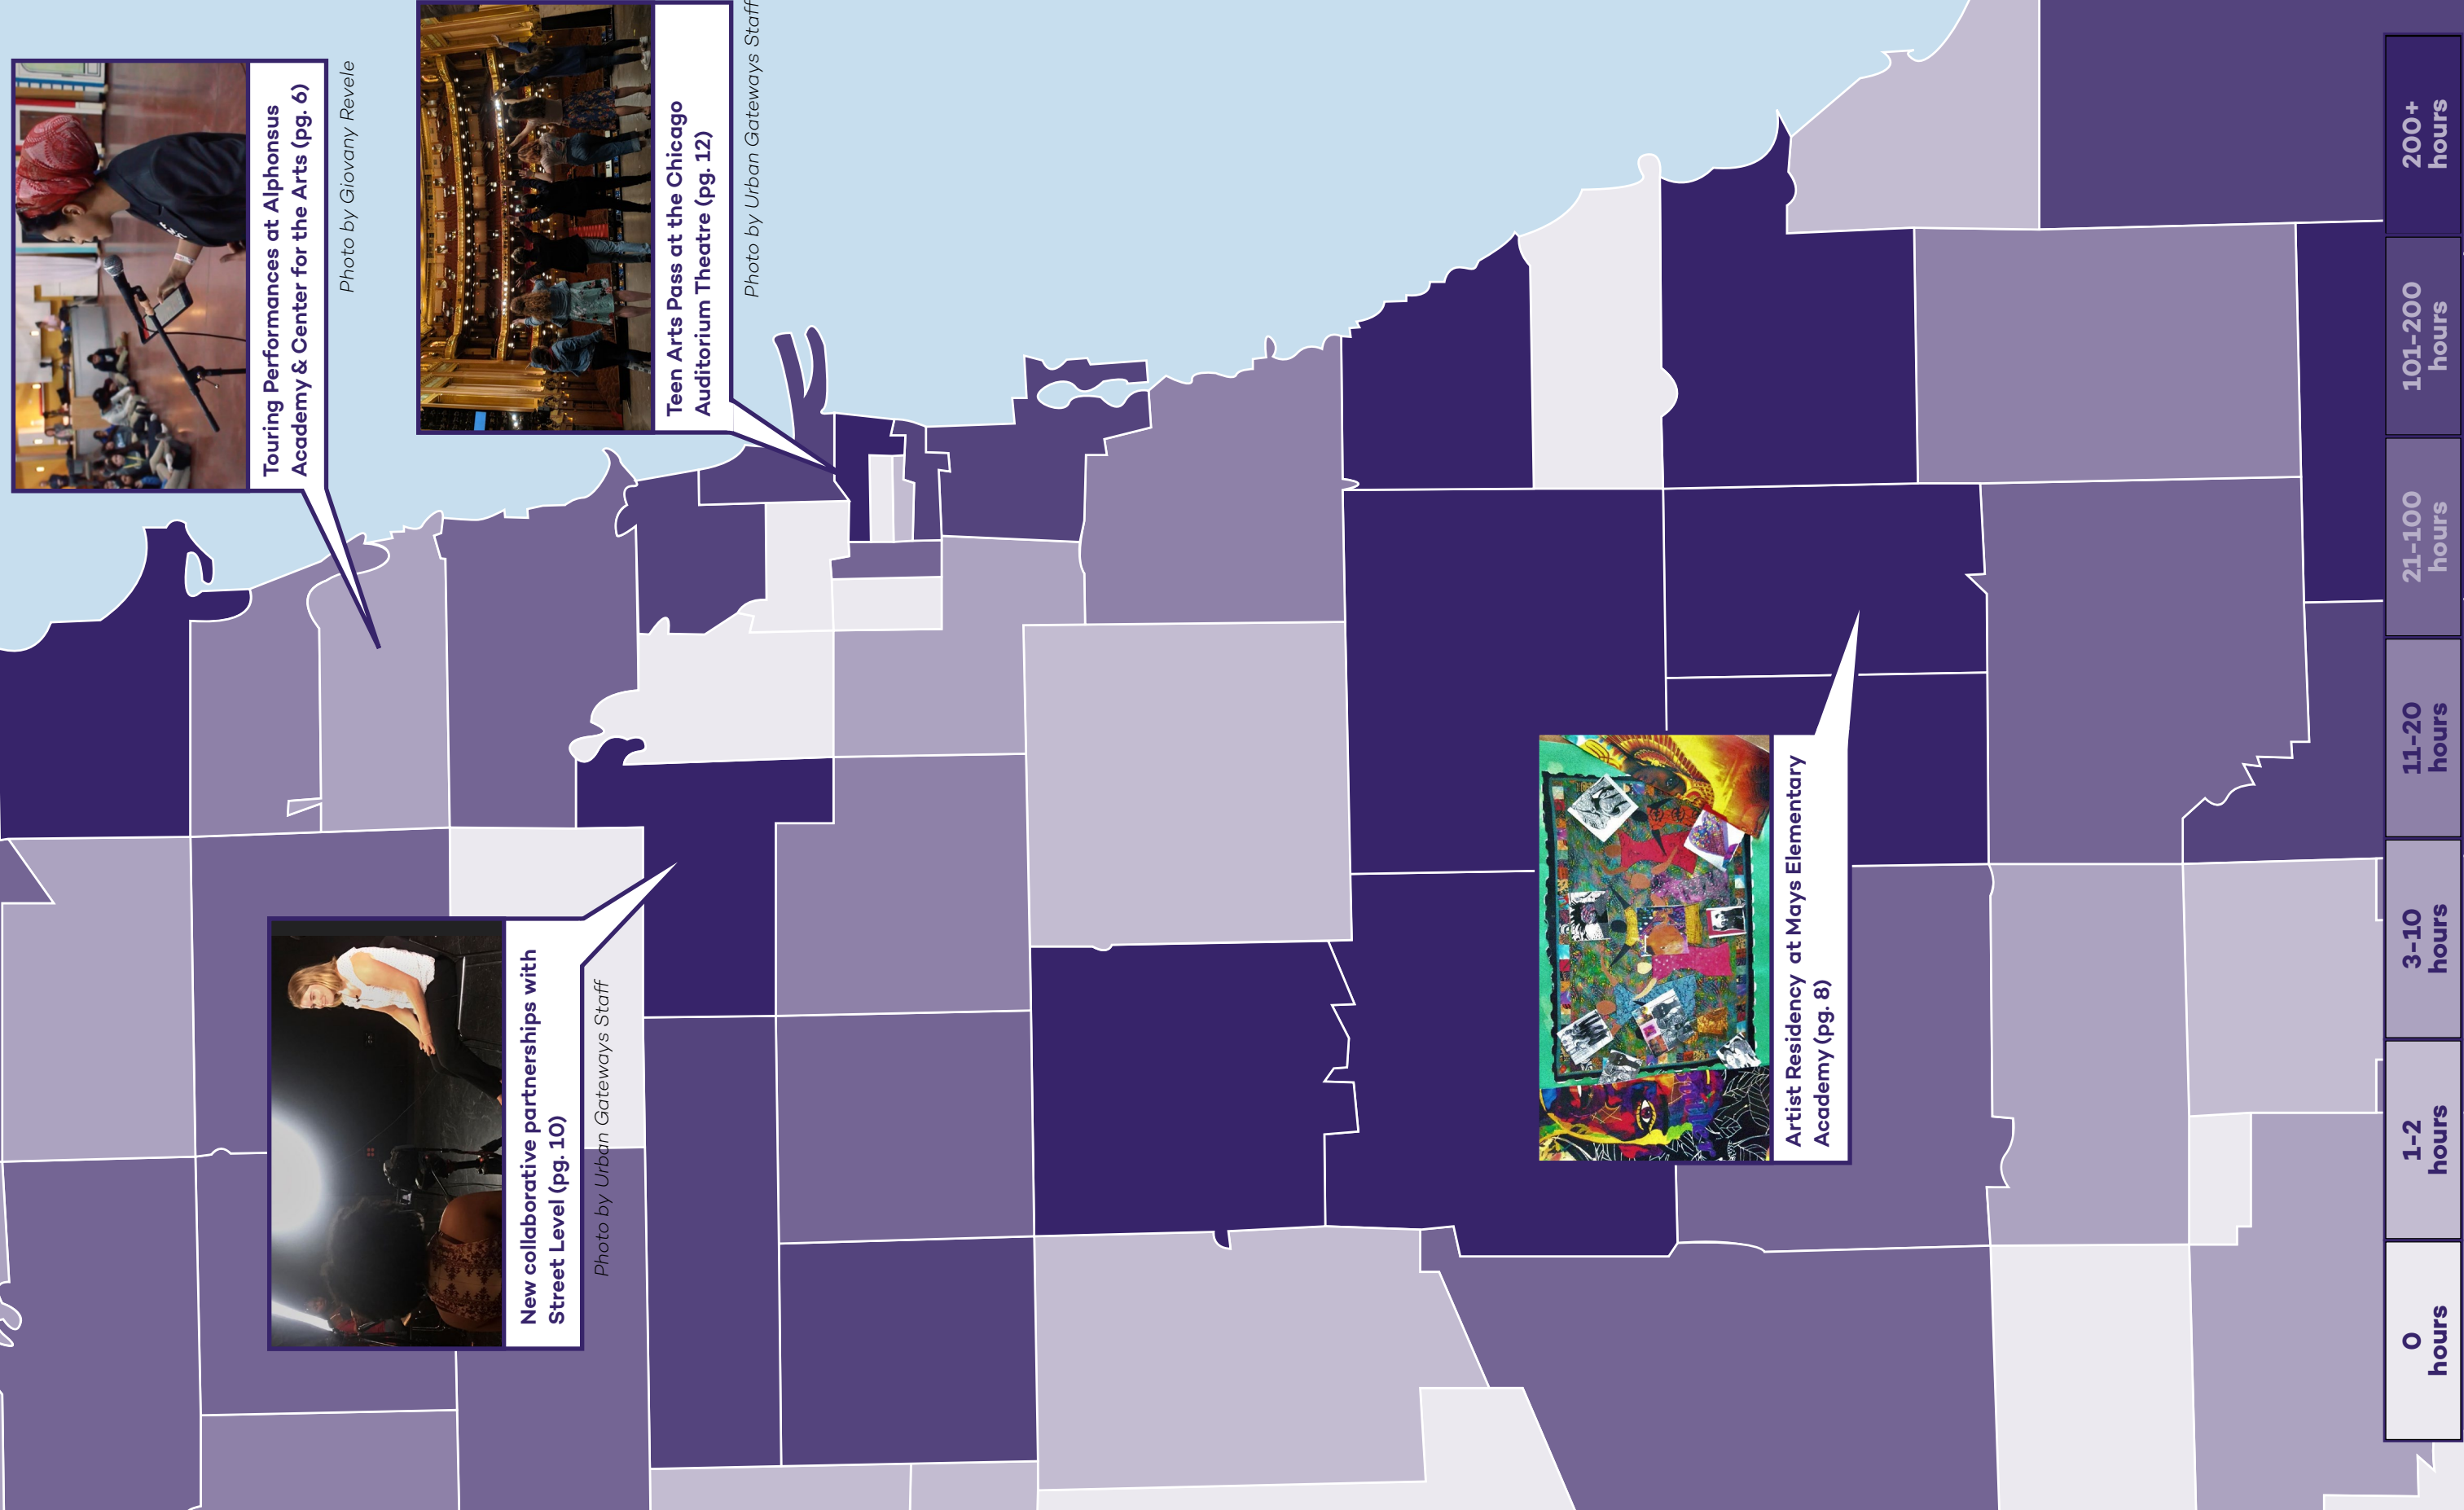 Touring Performances at Alphonsus
Academy & Center for the Arts (pg. 6)
Photo by Giovany Revele
Teen Arts Pass at the Chicago
Auditorium Theatre (pg. 12)
Photo by Urban Gateways Staff
New collaborative partnerships with
Street Level (pg. 10)
Photo by Urban Gateways Staff
Artist Residency at Mays Elementary
Academy (pg. 8)
0
hours
1-2
hours
3-10
hours
11-20
hours
21-100
hours
101-200
hours
200+
hours